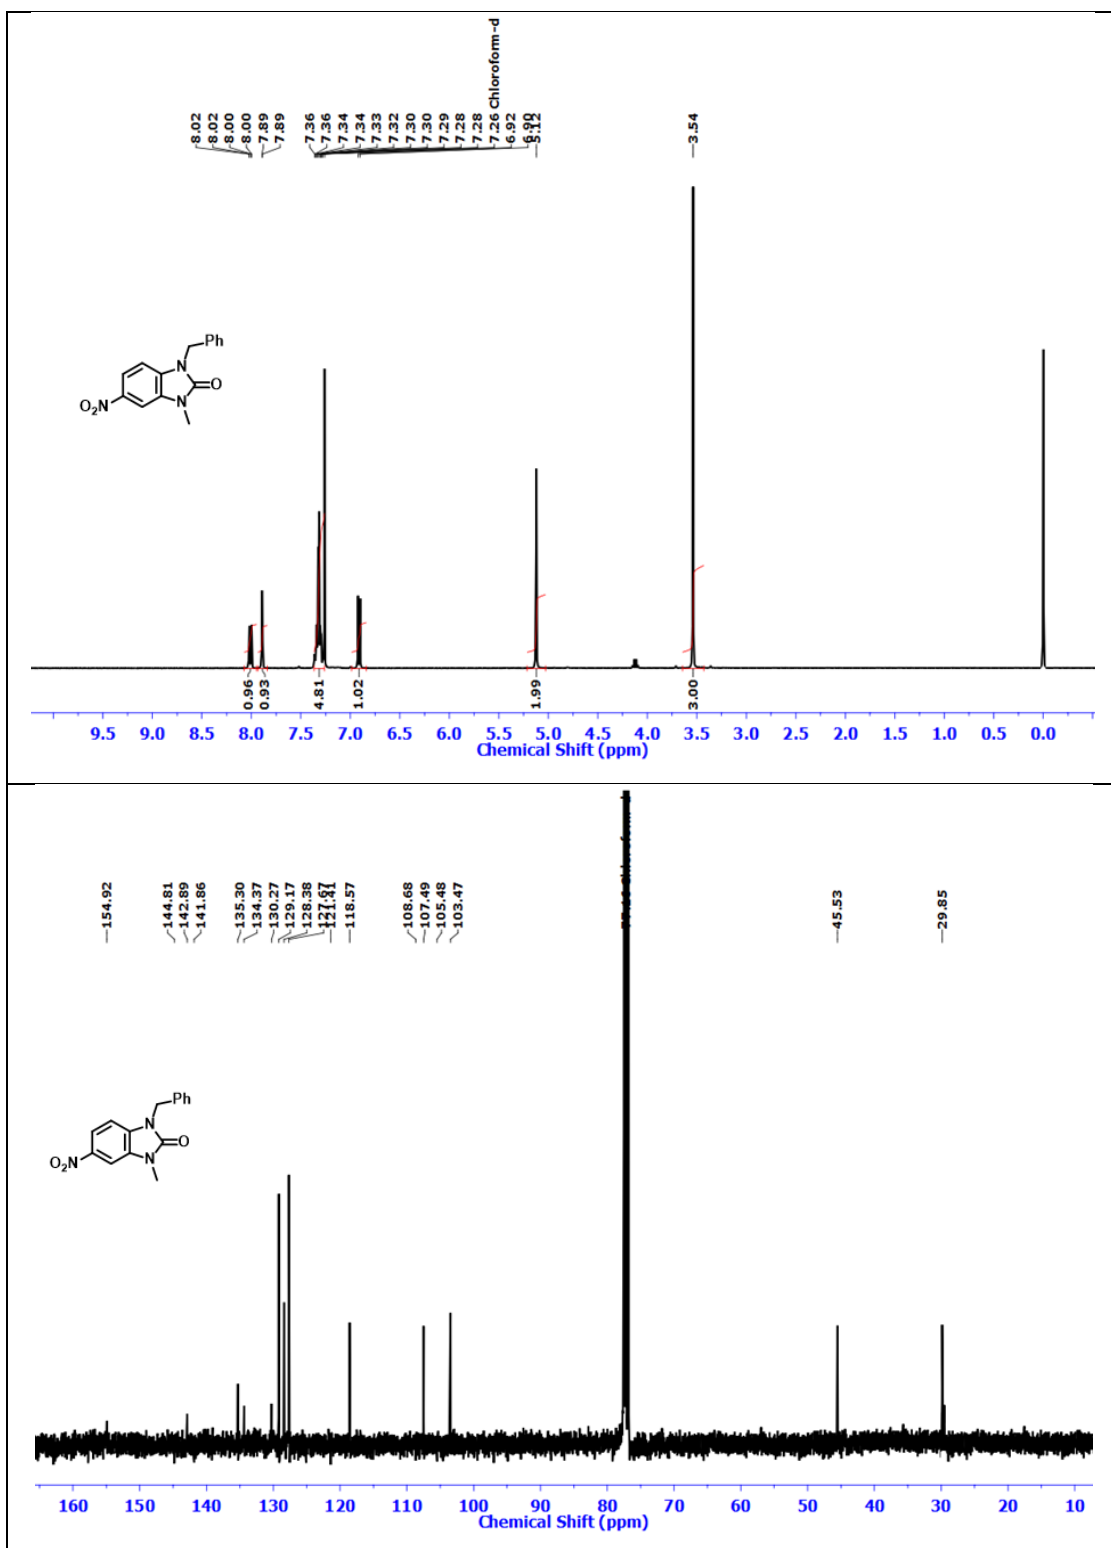 8.02
8.02
8.00
8.00
7.89
7.89
7.36
7.36
7.34
7.34
7.33
7.32
7.30
7.30
7.29
7.28
7.28
7.26 Chloroform-d
6.92
6.90
5.12
3.54
Ph
N
O
N
O2N
0.96
0.93
4.81
1.02
1.99
3.00
9.5 9.0 8.5 8.0 7.5 7.0 6.5 6.0 5.5 5.0 4.5 4.0 3.5 3.0 2.5 2.0 1.5 1.0 0.5 0.0
Chemical Shift (ppm)
154.92
144.81
142.89
141.86
135.30
134.37
130.27
129.17
128.38
127.67
121.41
118.57
108.68
107.49
105.48
103.47
77.16 Chloroform-d
45.53
29.85
Ph
N
O
N
O2N
160 150 140 130 120 110 100 90 80 70 60 50 40 30 20 10
Chemical Shift (ppm)